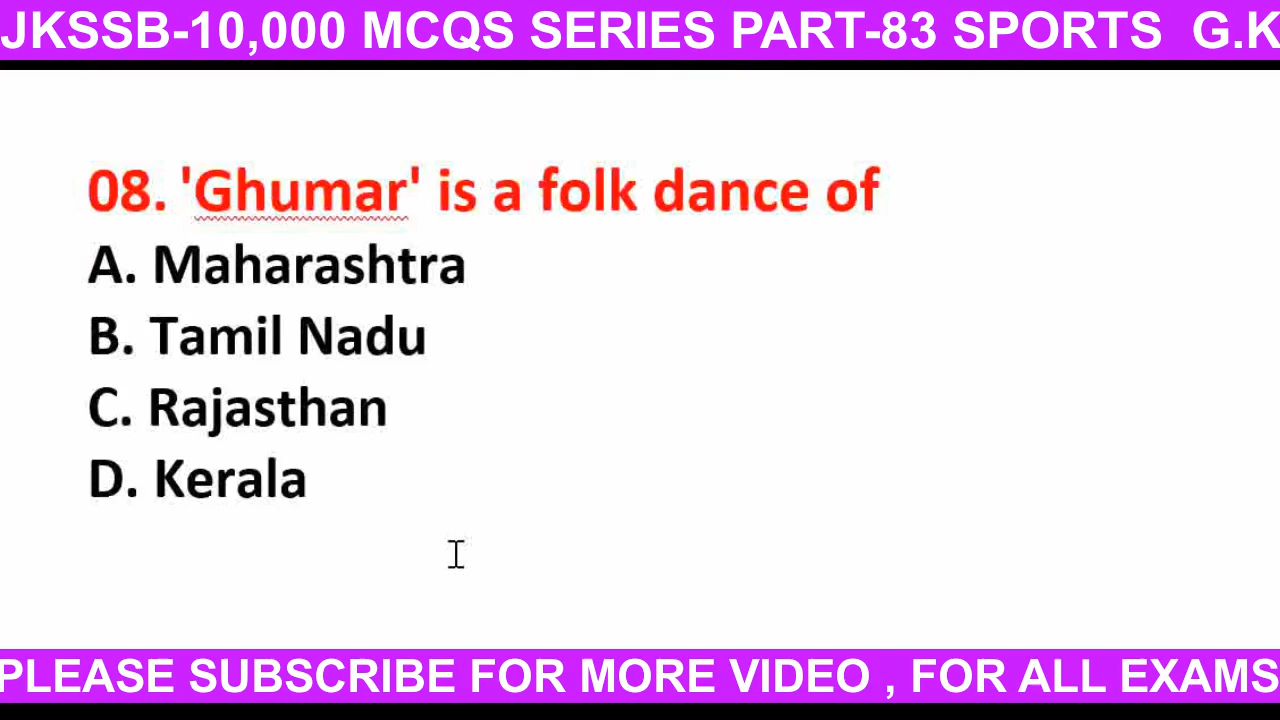 JKSSB-10,000 MCQS SERIES PART-83 SPORTS G.K
08. 'Ghumar' is a folk dance of
A. Maharashtra
B. Tamil Nadu
C. Rajasthan
D. Kerala
PLEASE SUBSCRIBE FOR MORE VIDEO , FOR ALL EXAMS